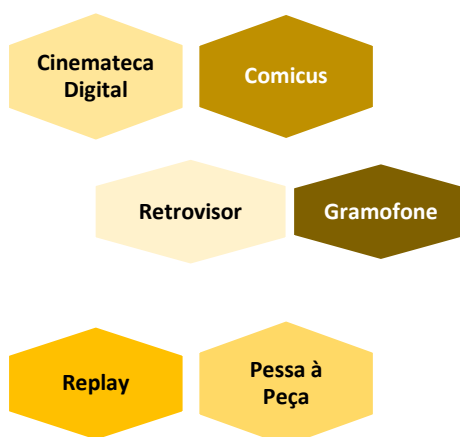 Cinemateca
Digital
Comicus
Retrovisor
Gramofone
Replay
Pessa à
Peça